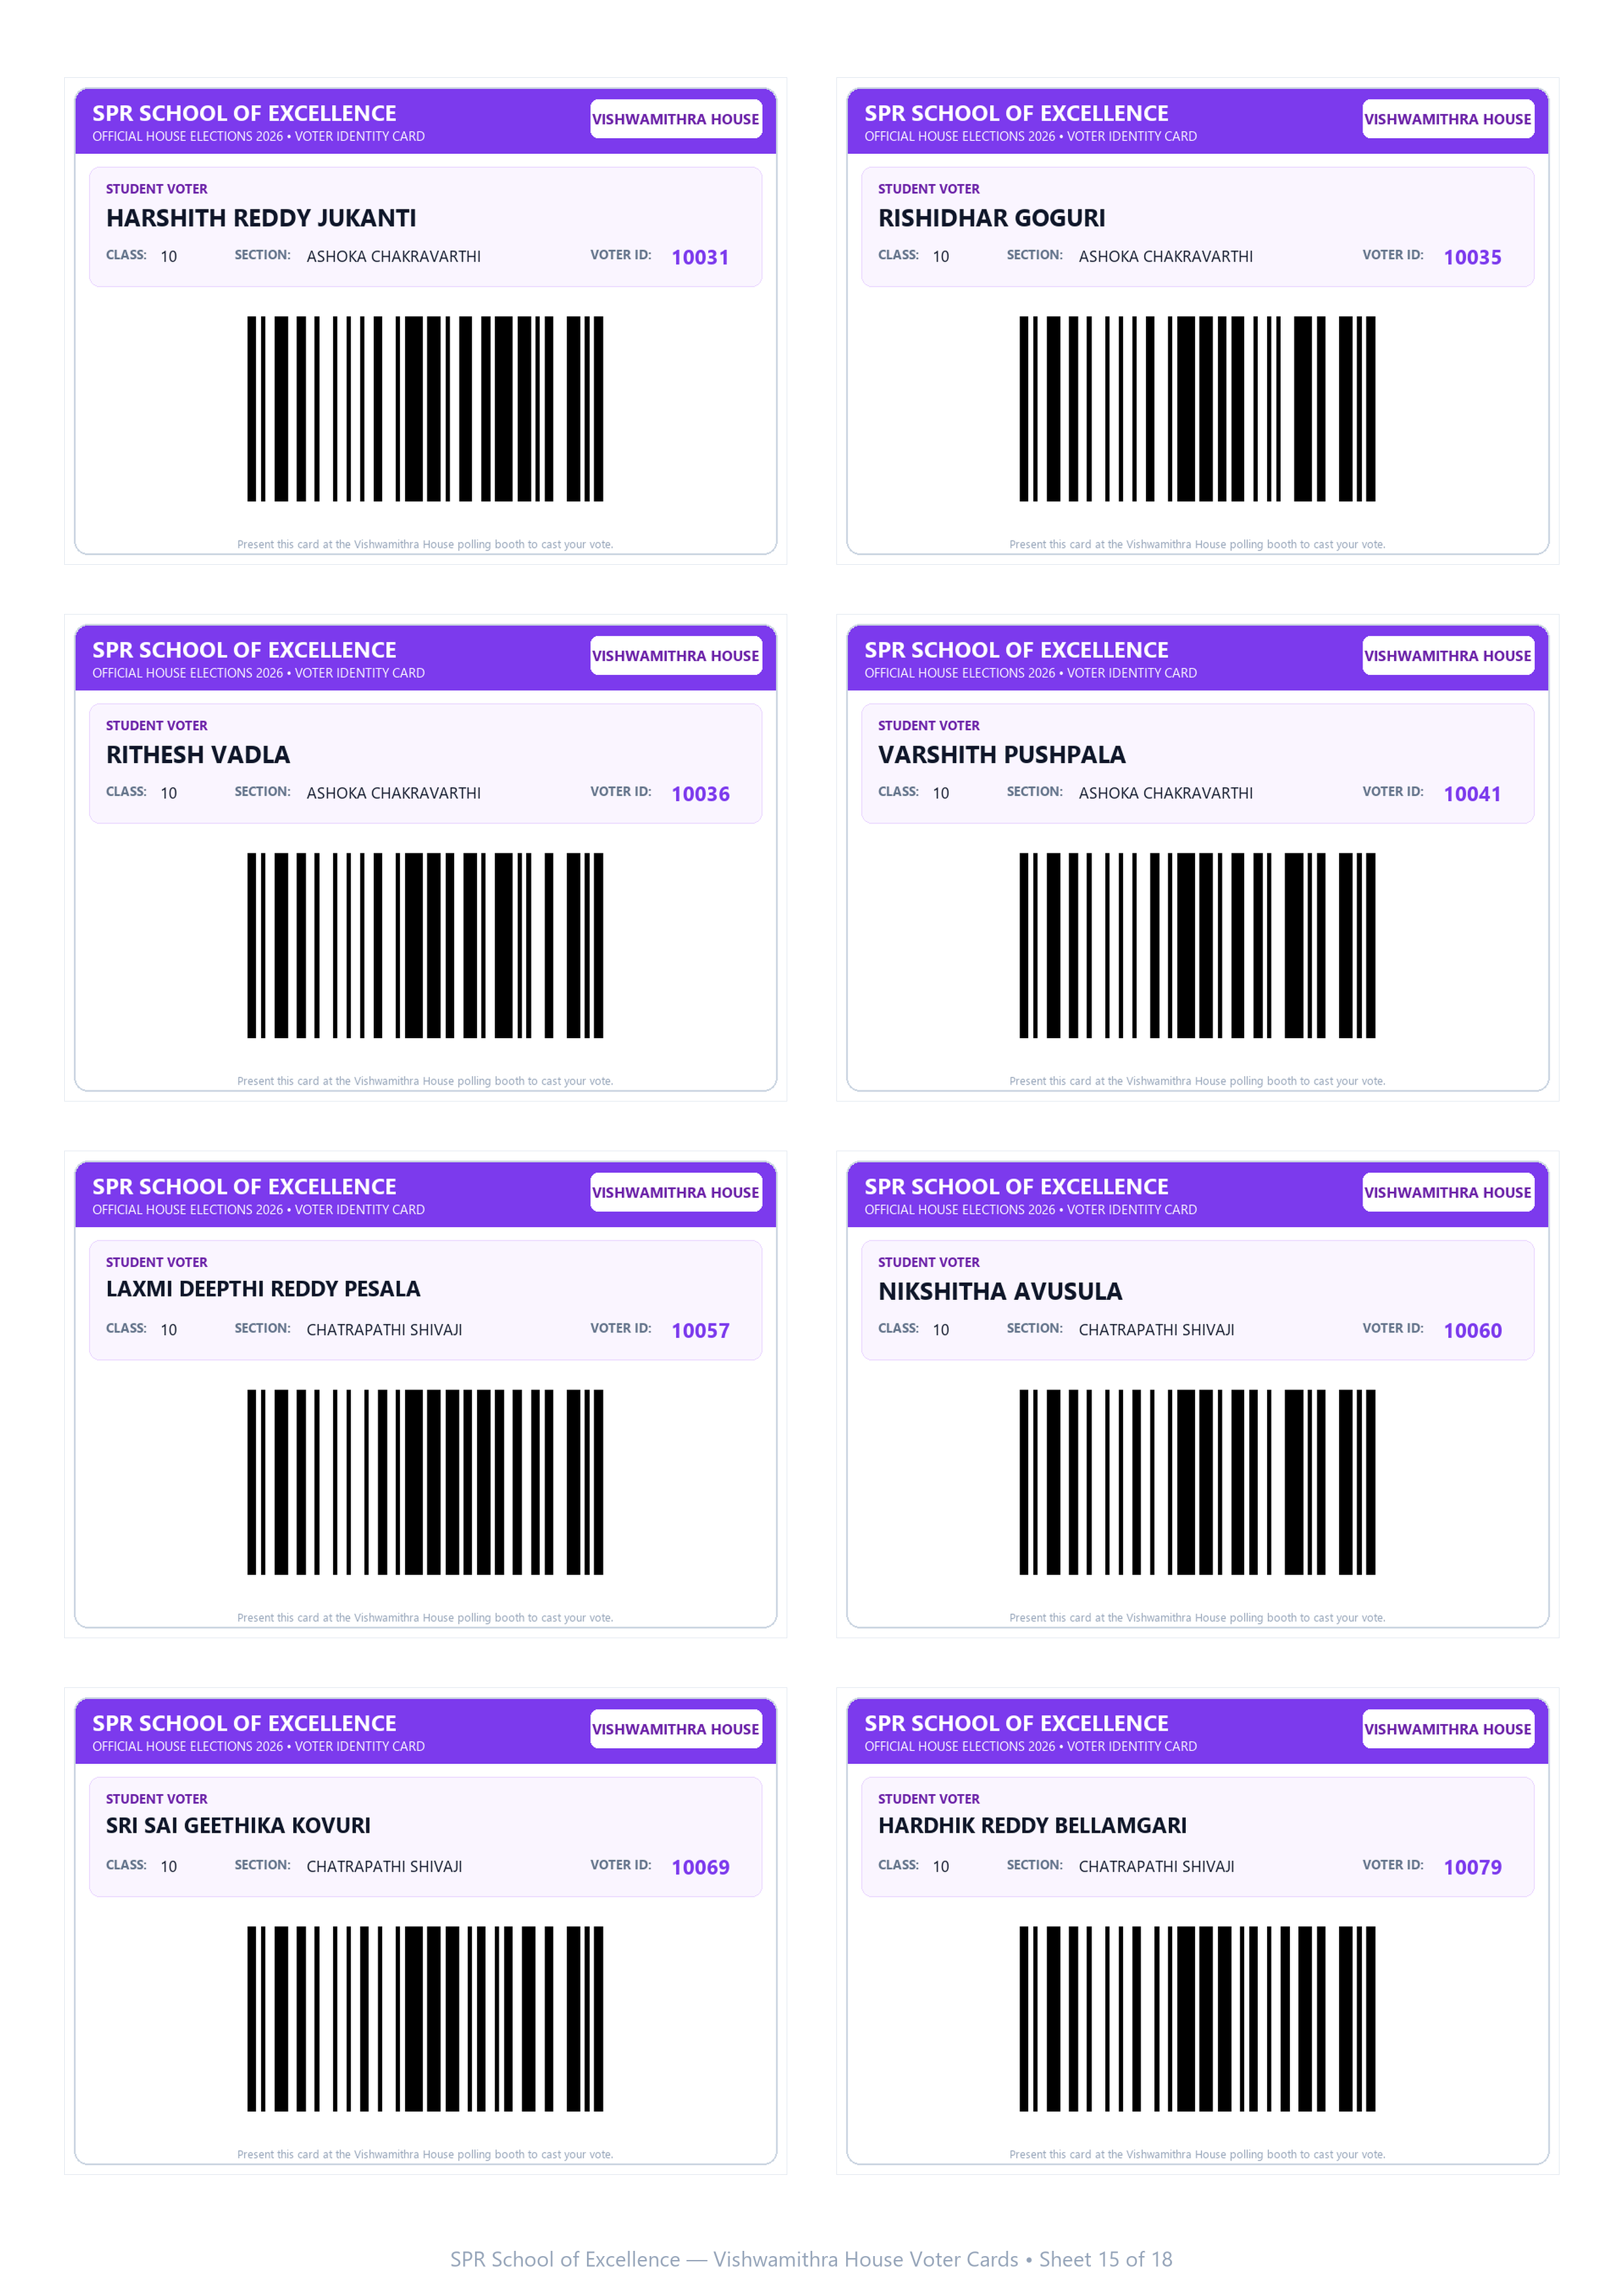 SPR SCHOOL OF EXCELLENCE
OFFICIAL HOUSE ELECTIONS 2026 • VOTER IDENTITY CARD
VISHWAMITHRA HOUSE
STUDENT VOTER
HARSHITH REDDY JUKANTI
CLASS: 10 SECTION: ASHOKA CHAKRAVARTHI VOTER ID: 10031
Present this card at the Vishwamithra House polling booth to cast your vote.
SPR SCHOOL OF EXCELLENCE
OFFICIAL HOUSE ELECTIONS 2026 • VOTER IDENTITY CARD
VISHWAMITHRA HOUSE
STUDENT VOTER
RISHIDHAR GOGURI
CLASS: 10 SECTION: ASHOKA CHAKRAVARTHI VOTER ID: 10035
Present this card at the Vishwamithra House polling booth to cast your vote.
SPR SCHOOL OF EXCELLENCE
OFFICIAL HOUSE ELECTIONS 2026 • VOTER IDENTITY CARD
VISHWAMITHRA HOUSE
STUDENT VOTER
RITHESH VADLA
CLASS: 10 SECTION: ASHOKA CHAKRAVARTHI VOTER ID: 10036
Present this card at the Vishwamithra House polling booth to cast your vote.
SPR SCHOOL OF EXCELLENCE
OFFICIAL HOUSE ELECTIONS 2026 • VOTER IDENTITY CARD
VISHWAMITHRA HOUSE
STUDENT VOTER
VARSHITH PUSHPALA
CLASS: 10 SECTION: ASHOKA CHAKRAVARTHI VOTER ID: 10041
Present this card at the Vishwamithra House polling booth to cast your vote.
SPR SCHOOL OF EXCELLENCE
OFFICIAL HOUSE ELECTIONS 2026 • VOTER IDENTITY CARD
VISHWAMITHRA HOUSE
STUDENT VOTER
LAXMI DEEPTHI REDDY PESALA
CLASS: 10 SECTION: CHATRAPATHI SHIVAJI VOTER ID: 10057
Present this card at the Vishwamithra House polling booth to cast your vote.
SPR SCHOOL OF EXCELLENCE
OFFICIAL HOUSE ELECTIONS 2026 • VOTER IDENTITY CARD
VISHWAMITHRA HOUSE
STUDENT VOTER
NIKSHITHA AVUSULA
CLASS: 10 SECTION: CHATRAPATHI SHIVAJI VOTER ID: 10060
Present this card at the Vishwamithra House polling booth to cast your vote.
SPR SCHOOL OF EXCELLENCE
OFFICIAL HOUSE ELECTIONS 2026 • VOTER IDENTITY CARD
VISHWAMITHRA HOUSE
STUDENT VOTER
SRI SAI GEETHIKA KOVURI
CLASS: 10 SECTION: CHATRAPATHI SHIVAJI VOTER ID: 10069
Present this card at the Vishwamithra House polling booth to cast your vote.
SPR SCHOOL OF EXCELLENCE
OFFICIAL HOUSE ELECTIONS 2026 • VOTER IDENTITY CARD
VISHWAMITHRA HOUSE
STUDENT VOTER
HARDHIK REDDY BELLAMGARI
CLASS: 10 SECTION: CHATRAPATHI SHIVAJI VOTER ID: 10079
Present this card at the Vishwamithra House polling booth to cast your vote.
SPR School of Excellence — Vishwamithra House Voter Cards • Sheet 15 of 18